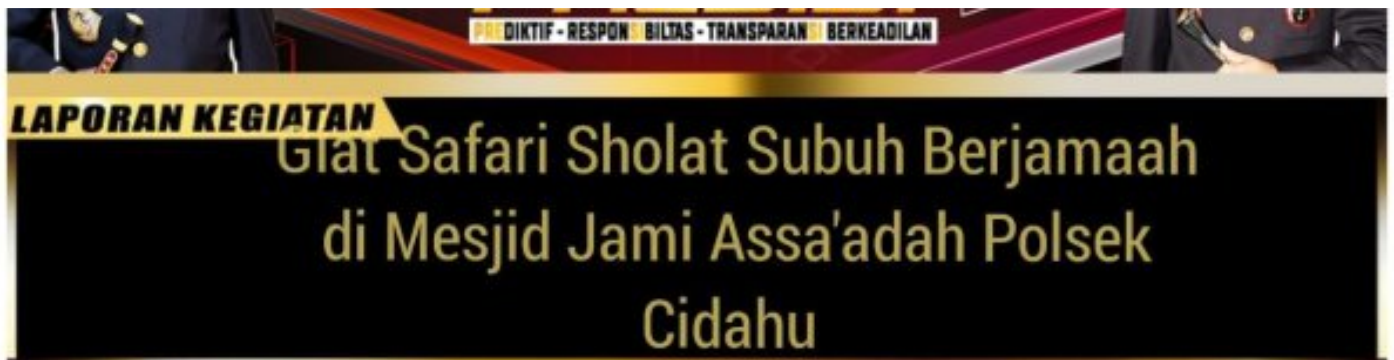 PREDIKTIF - RESPONSIBILTAS - TRANSPARANSI BERKEADILAN
LAPORAN KEGIATAN
Giat Safari Sholat Subuh Berjamaah
di Mesjid Jami Assa'adah Polsek
Cidahu